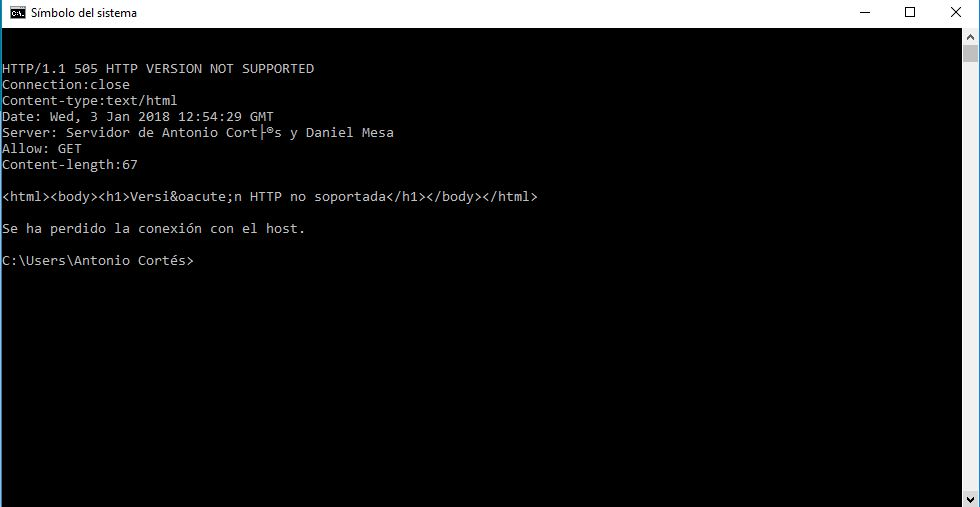 Símbolo del sistema
HTTP/1.1 505 HTTP VERSION NOT SUPPORTED
Connection:close
Content-type:text/html
Date: Wed, 3 Jan 2018 12:54:29 GMT
Server: Servidor de Antonio Cort├®s y Daniel Mesa
Allow: GET
Content-length:67
<html><body><h1>Versi&oacute;n HTTP no soportada</h1></body></html>
Se ha perdido la conexión con el host.
C:\Users\Antonio Cortés>